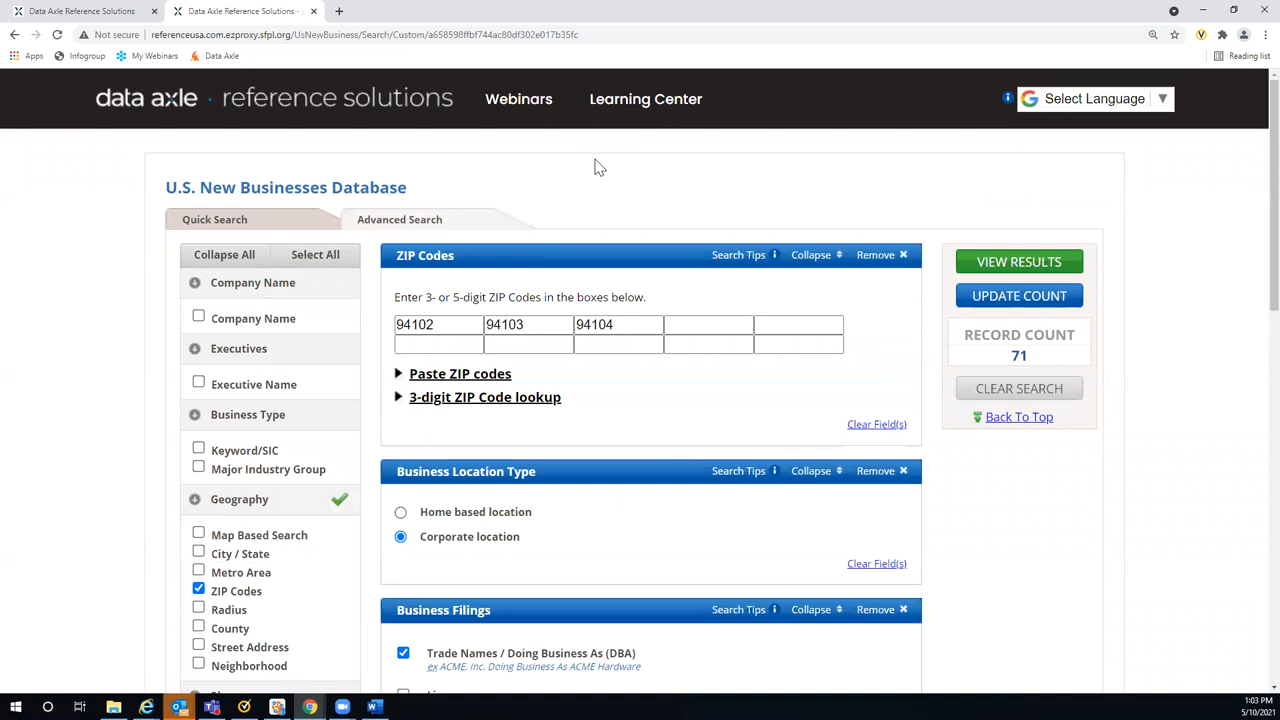 Data Axle Reference Solutions
Data Axle Reference Solutions -
Not secure
referenceusa.com.ezproxy.sfpl.org/UsNewBusiness/Search/Custom/a658598ffbf744ac80df302e017b35fc
Apps
Infogroup
My Webinars
Data Axle
Reading list
data axle · reference solutions
Webinars
Learning Center
Select Language
U.S. New Businesses Database
Quick Search
Advanced Search
Collapse All
Select All
Company Name
Company Name
Executives
Executive Name
Business Type
Keyword/SIC
Major Industry Group
Geography
Map Based Search
City / State
Metro Area
ZIP Codes
Radius
County
Street Address
Neighborhood
ZIP Codes
Search Tips
Collapse
Remove
Enter 3- or 5-digit ZIP Codes in the boxes below.
94102 94103 94104
Paste ZIP codes
3-digit ZIP Code lookup
Clear Field(s)
Business Location Type
Search Tips
Collapse
Remove
Home based location
Corporate location
Clear Field(s)
Business Filings
Search Tips
Collapse
Remove
Trade Names / Doing Business As (DBA)
ex ACME. Inc. Doing Business As ACME Hardware
VIEW RESULTS
UPDATE COUNT
RECORD COUNT
71
CLEAR SEARCH
Back To Top
1:03 PM
5/10/2021